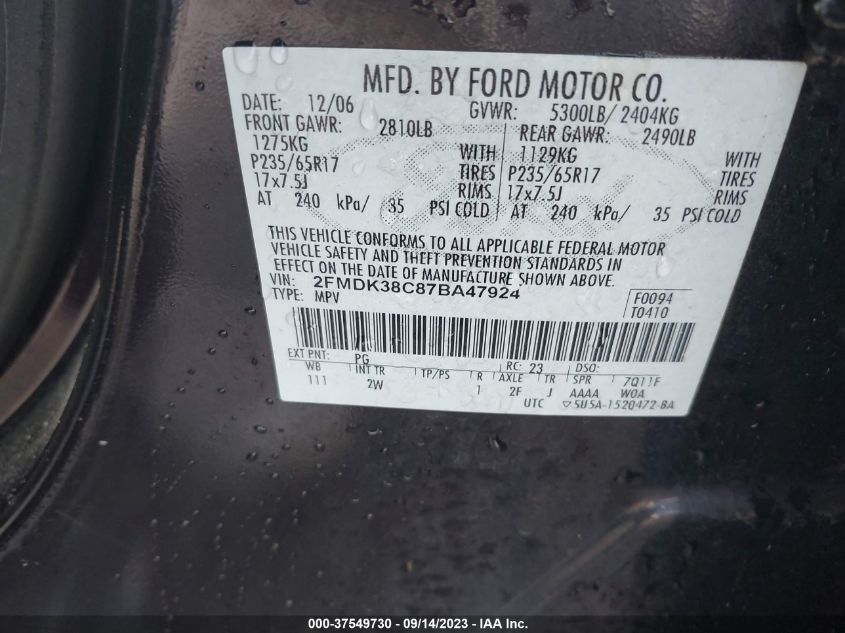 MFD. BY FORD MOTOR CO.
DATE: 12/06 GVWR: 5300LB/ 2404KG
FRONT GAWR: 2810LB REAR GAWR: 2490LB
1275KG WITH 1129KG WITH
P235/65R17 TIRES P235/65R17 TIRES
17x7.5J RIMS 17x7.5J RIMS
AT 240 kPa/ 35 PSI COLD AT 240 kPa/ 35 PSI COLD
THIS VEHICLE CONFORMS TO ALL APPLICABLE FEDERAL MOTOR
VEHICLE SAFETY AND THEFT PREVENTION STANDARDS IN
EFFECT ON THE DATE OF MANUFACTURE SHOWN ABOVE.
VIN: 2FMDK38C87BA47924 F0094
TYPE: MPV T0410
EXT PNT: PG RC: 23 DSO:
WB INT TR TP/PS R AXLE TR SPR 7Q11F
111 2W 1 2F J AAAA W0A
UTC ▽5U5A-1520472-BA
000-37549730 - 09/14/2023 - IAA Inc.